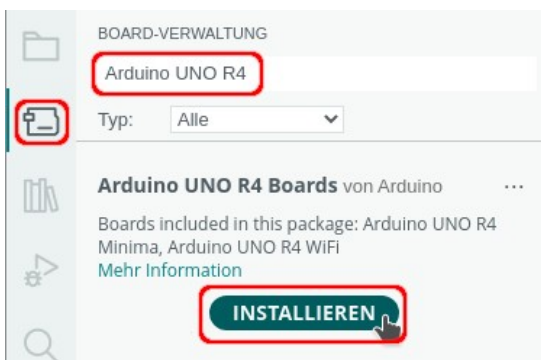 BOARD-VERWALTUNG
Arduino UNO R4
Typ: Alle
Arduino UNO R4 Boards von Arduino ...
Boards included in this package: Arduino UNO R4
Minima, Arduino UNO R4 WiFi
Mehr Information
INSTALLIEREN